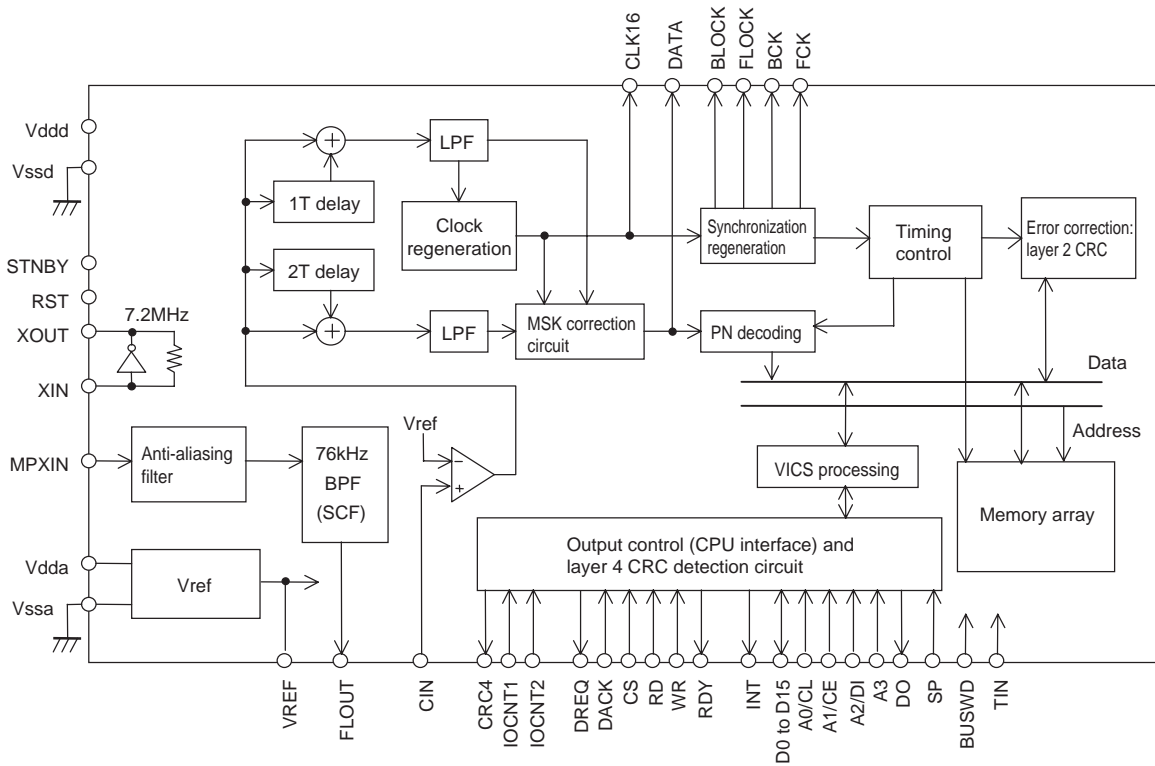 CLK16
DATA
BLOCK
FLOCK
BCK
FCK
Vddd
Vssd
STNBY
RST
XOUT
7.2MHz
XIN
MPXIN
Vdda
Vssa
LPF
1T delay
Clock
regeneration
2T delay
LPF
MSK correction
circuit
Synchronization
regeneration
Timing
control
Error correction:
layer 2 CRC
PN decoding
Data
Address
Anti-aliasing
filter
76kHz
BPF
(SCF)
Vref
VICS processing
Memory array
Output control (CPU interface) and
layer 4 CRC detection circuit
Vref
VREF
FLOUT
CIN
CRC4
IOCNT1
IOCNT2
DREQ
DACK
CS
RD
WR
RDY
INT
D0 to D15
A0/CL
A1/CE
A2/DI
A3
DO
SP
BUSWD
TIN